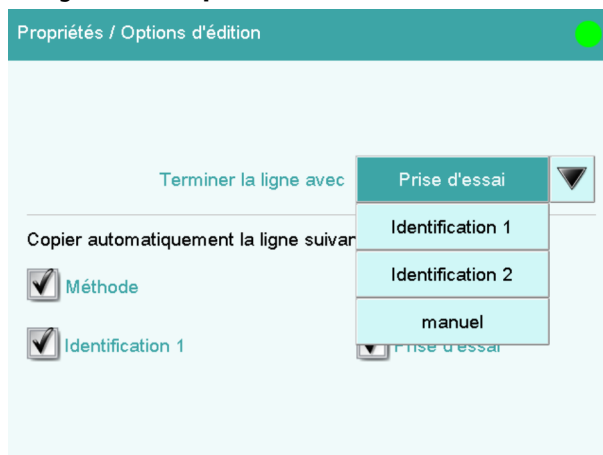 Propriétés / Options d'édition
Terminer la ligne avec Prise d'essai
Identification 1
Copier automatiquement la ligne
Identification 2
Méthode
manuel
Identification 1 Prise d'essai